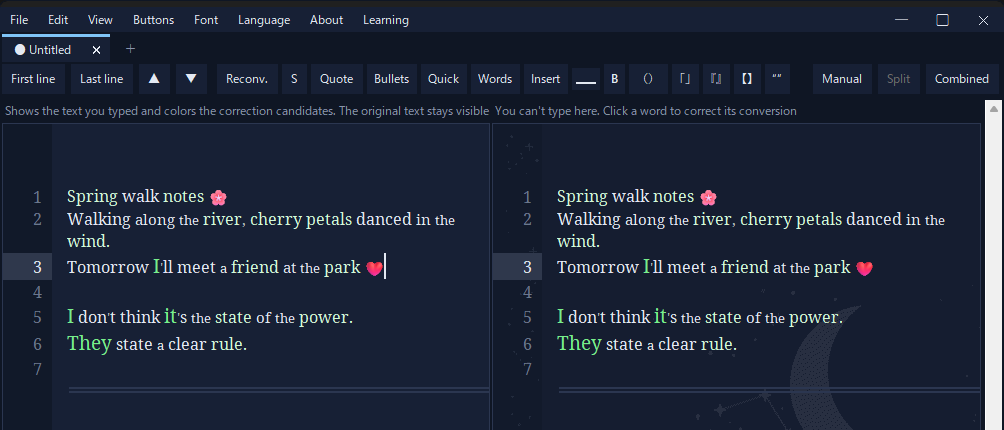 File Edit View Buttons Font Language About Learning
Untitled × +
First line Last line ▲ ▼ Reconv. S Quote Bullets Quick Words Insert — B () 「」 『』 【】 “” Manual Split Combined
Shows the text you typed and colors the correction candidates. The original text stays visible You can't type here. Click a word to correct its conversion
1 Spring walk notes 🌸
2 Walking along the river, cherry petals danced in the
wind.
3 Tomorrow I'll meet a friend at the park ❤
4
5 I don't think it's the state of the power.
6 They state a clear rule.
7
1 Spring walk notes 🌸
2 Walking along the river, cherry petals danced in the
wind.
3 Tomorrow I'll meet a friend at the park ❤
4
5 I don't think it's the state of the power.
6 They state a clear rule.
7